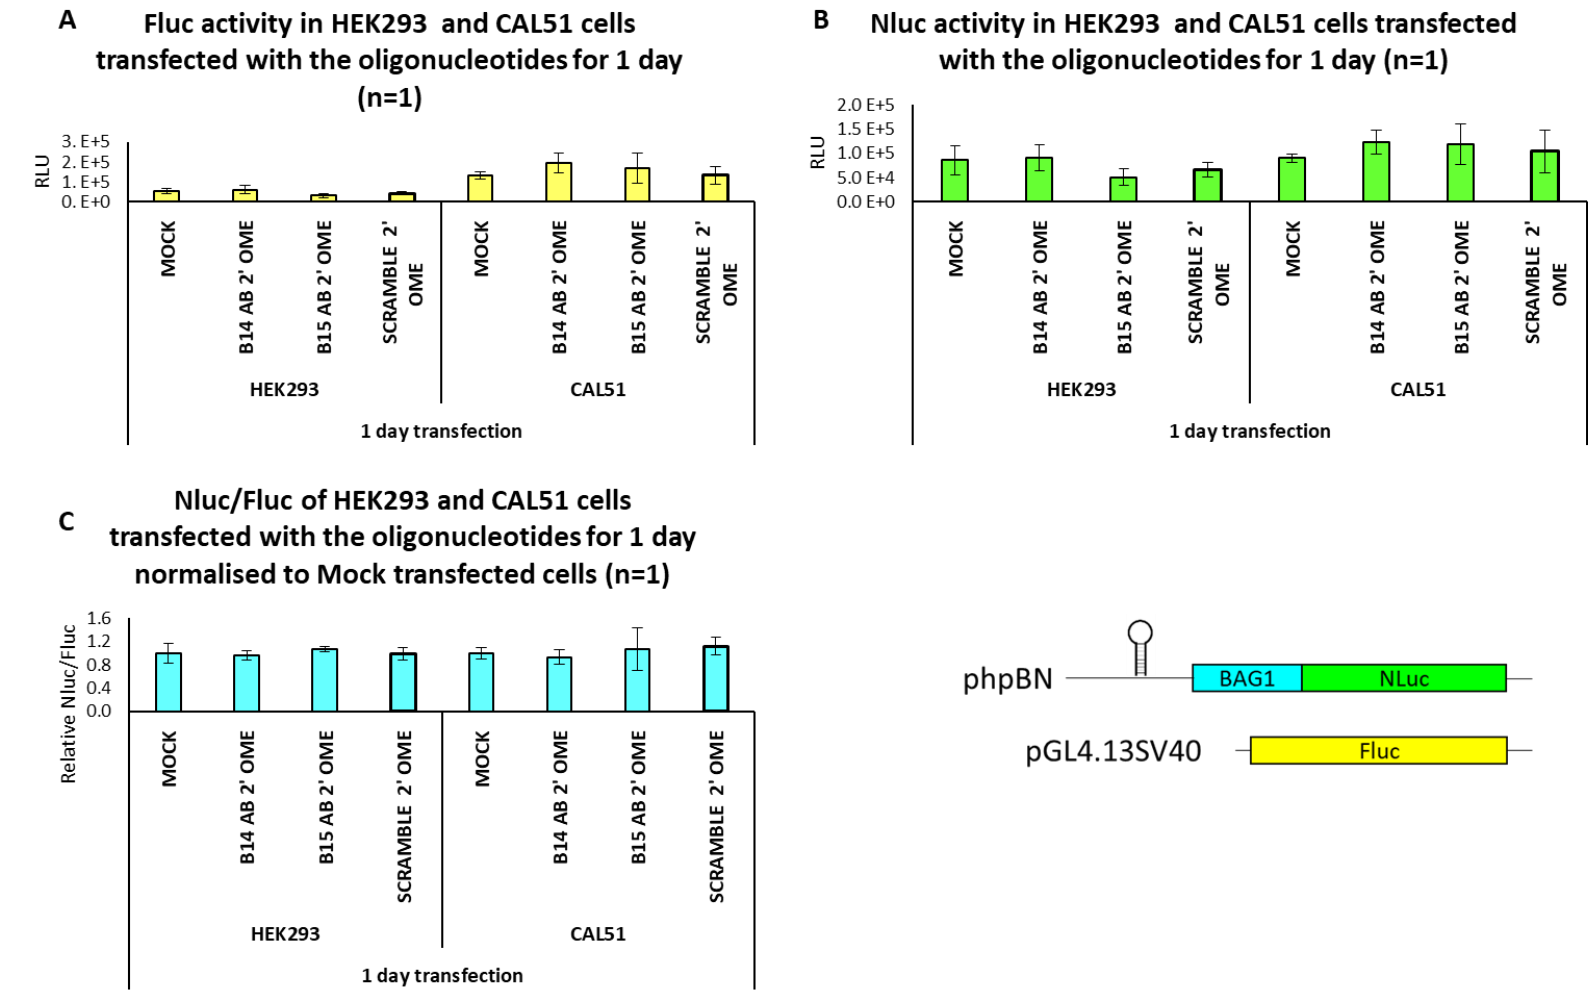 A
Fluc activity in HEK293 and CAL51 cells
transfected with the oligonucleotides for 1 day
(n=1)
RLU
3. E+5
2. E+5
1. E+5
0. E+0
MOCK
B14 AB 2' OME
B15 AB 2' OME
SCRAMBLE 2'
OME
MOCK
B14 AB 2' OME
B15 AB 2' OME
SCRAMBLE 2'
OME
HEK293
CAL51
1 day transfection
B
Nluc activity in HEK293 and CAL51 cells transfected
with the oligonucleotides for 1 day (n=1)
RLU
2.0 E+5
1.5 E+5
1.0 E+5
5.0 E+4
0.0 E+0
MOCK
B14 AB 2' OME
B15 AB 2' OME
SCRAMBLE 2'
OME
MOCK
B14 AB 2' OME
B15 AB 2' OME
SCRAMBLE 2'
OME
HEK293
CAL51
1 day transfection
C
Nluc/Fluc of HEK293 and CAL51 cells
transfected with the oligonucleotides for 1 day
normalised to Mock transfected cells (n=1)
Relative Nluc/Fluc
1.6
1.2
0.8
0.4
0.0
MOCK
B14 AB 2' OME
B15 AB 2' OME
SCRAMBLE 2' OME
MOCK
B14 AB 2' OME
B15 AB 2' OME
SCRAMBLE 2' OME
HEK293
CAL51
1 day transfection
phpBN
BAG1
NLuc
pGL4.13SV40
Fluc